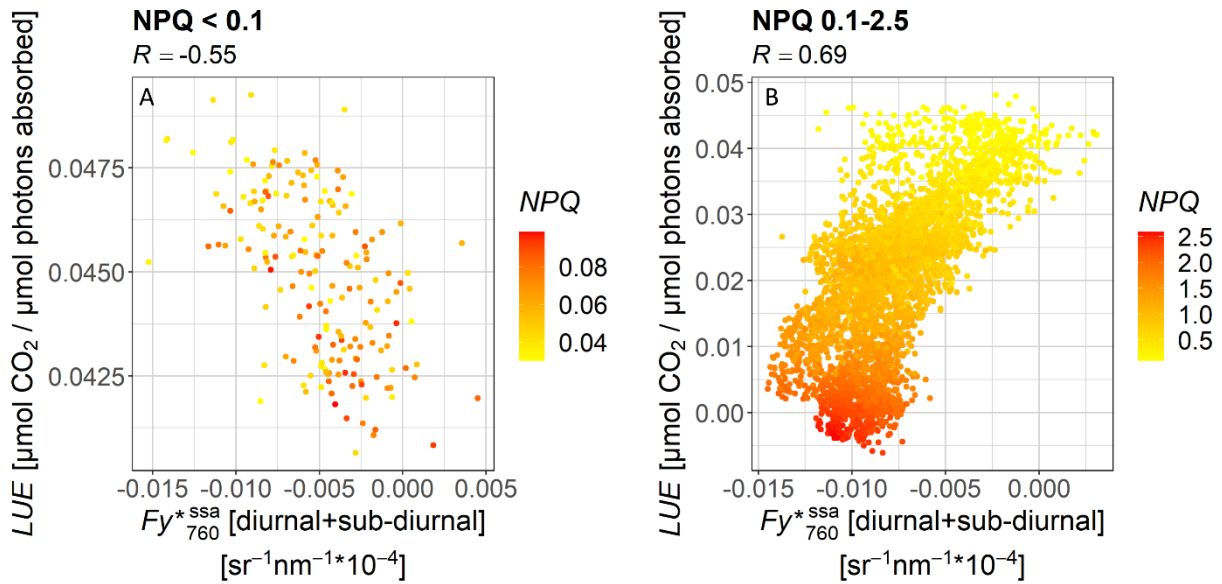 NPQ < 0.1
R = -0.55
A
LUE [μmol CO₂ / μmol photons absorbed]
0.0475
0.0450
0.0425
-0.015 -0.010 -0.005 0.000 0.005
Fy*₇₆₀ˢˢᵃ [diurnal+sub-diurnal]
[sr⁻¹nm⁻¹*10⁻⁴]
NPQ
0.08
0.06
0.04
NPQ 0.1-2.5
R = 0.69
B
LUE [μmol CO₂ / μmol photons absorbed]
0.05
0.04
0.03
0.02
0.01
0.00
-0.015 -0.010 -0.005 0.000
Fy*₇₆₀ˢˢᵃ [diurnal+sub-diurnal]
[sr⁻¹nm⁻¹*10⁻⁴]
NPQ
2.5
2.0
1.5
1.0
0.5